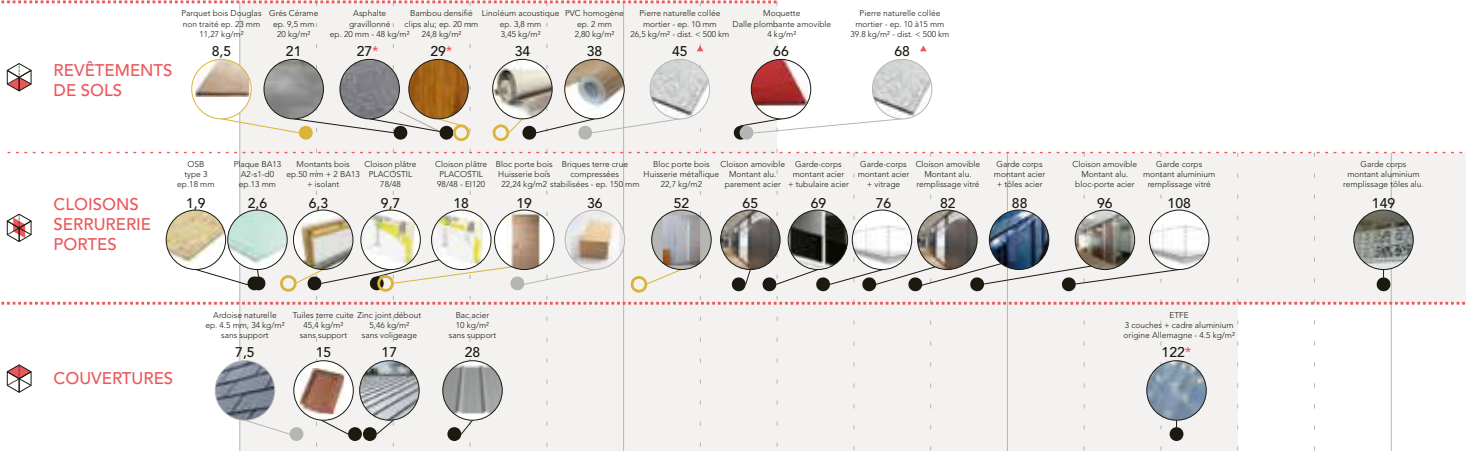 Parquet bois Douglas
non traité ep. 23 mm
11,27 kg/m²
8,5
Grés Cérame
ep. 9,5 mm
20 kg/m²
21
Asphalte
gravillonné
ep. 20 mm - 48 kg/m²
27*
Bambou densifié
clips alu; ep. 20 mm
24,8 kg/m²
29*
Linoléum acoustique
ep. 3,8 mm
3,45 kg/m²
34
PVC homogène
ep. 2 mm
2,80 kg/m²
38
Pierre naturelle collée
mortier - ep. 10 mm
26,5 kg/m² - dist. < 500 km
45 ▲
Moquette
Dalle plombante amovible
4 kg/m²
66
Pierre naturelle collée
mortier - ep. 10 à15 mm
39.8 kg/m² - dist. < 500 km
68 ▲
REVÊTEMENTS
DE SOLS
OSB
type 3
ep.18 mm
1,9
Plaque BA13
A2-s1-d0
ep.13 mm
2,6
Montants bois
ep.50 mm + 2 BA13
+ isolant
6,3
Cloison plâtre
PLACOSTIL
78/48
9,7
Cloison plâtre
PLACOSTIL
98/48 - EI120
18
Bloc porte bois
Huisserie bois
22,24 kg/m2
19
Briques terre crue
compressées
stabilisées - ep. 150 mm
36
Bloc porte bois
Huisserie métallique
22,7 kg/m2
52
Cloison amovible
Montant alu.
parement acier
65
Garde-corps
montant acier
+ tubulaire acier
69
Garde-corps
montant acier
+ vitrage
76
Cloison amovible
Montant alu.
remplissage vitré
82
Garde corps
montant acier
+ tôles acier
88
Cloison amovible
Montant alu.
bloc-porte acier
96
Garde corps
montant aluminium
remplissage vitré
108
Garde corps
montant aluminium
remplissage tôles alu.
149
CLOISONS
SERRURERIE
PORTES
Ardoise naturelle
ep. 4.5 mm, 34 kg/m²
sans support
7,5
Tuiles terre cuite
45,4 kg/m²
sans support
15
Zinc joint débout
5,46 kg/m²
sans voligeage
17
Bac acier
10 kg/m²
sans support
28
ETFE
3 couches + cadre aluminium
origine Allemagne - 4.5 kg/m²
122*
COUVERTURES